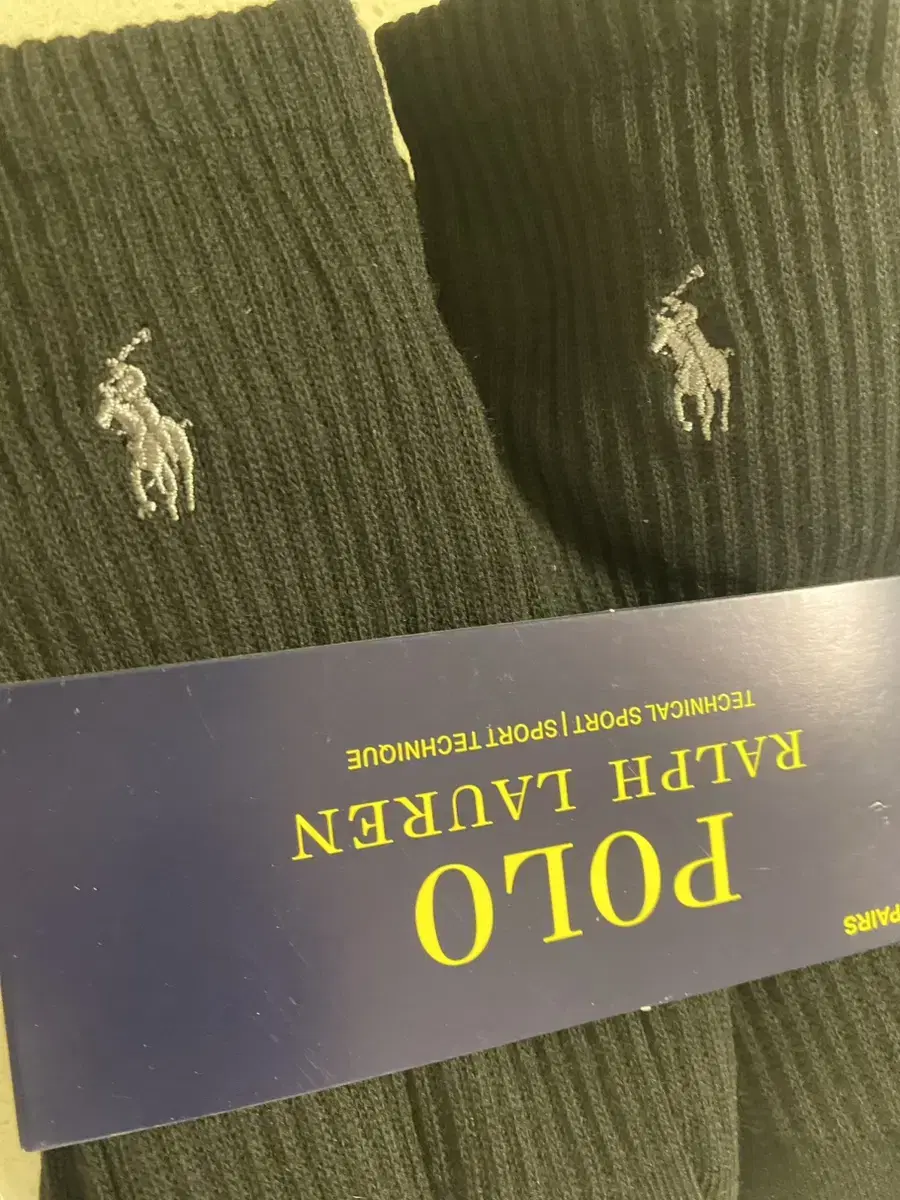 POLO
RALPH LAUREN
TECHNICAL SPORT | SPORT TECHNIQUE
PAIRS